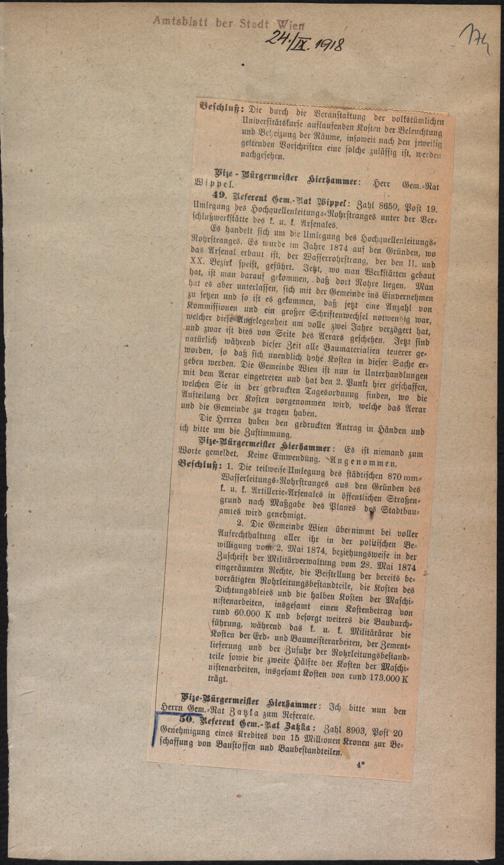 Amtsblatt der Stadt Wien
24./IX. 1918
174
Beschluß: Die durch die Veranstaltung der volkstümlichen
Universitätskurse auflaufenden Kosten der Beleuchtung
und Beheizung der Räume, insoweit nach den jeweilig
geltenden Vorschriften eine solche zulässig ist, werden
nachgesehen.
Vize-Bürgermeister Hierhammer: Herr Gem.-Rat
Wippel.
49. Referent Gem.-Rat Wippel: Zahl 8650, Post 19.
Umlegung des Hochquellenleitungs-Rohrstranges unter der Ver-
schlußwerkstätte des k. u. k. Arsenales.
Es handelt sich um die Umlegung des Hochquellenleitungs-
Rohrstranges. Es wurde im Jahre 1874 auf den Gründen, wo
das Arsenal erbaut ist, der Wasserrohrstrang, der den II. und
XX. Bezirk speist, geführt. Jetzt, wo man Werkstätten gebaut
hat, ist man darauf gekommen, daß dort Rohre liegen. Man
hat es aber unterlassen, sich mit der Gemeinde ins Einvernehmen
zu setzen und so ist es gekommen, daß jetzt eine Anzahl von
Kommissionen und ein großer Schriftenwechsel notwendig war,
welcher diese Angelegenheit um volle zwei Jahre verzögert hat,
und zwar ist dies von Seite des Aerars geschehen. Jetzt sind
natürlich während dieser Zeit alle Baumaterialien teuerer ge-
worden, so daß sich unendlich hohe Kosten in dieser Sache er-
geben werden. Die Gemeinde Wien ist nun in Unterhandlungen
mit dem Aerar eingetreten und hat den 2. Punkt hier geschaffen,
welchen Sie in der gedruckten Tagesordnung finden, wo die
Aufteilung der Kosten vorgenommen wird, welche das Aerar
und die Gemeinde zu tragen haben.
Die Herren haben den gedruckten Antrag in Händen und
ich bitte um die Zustimmung.
Vize-Bürgermeister Hierhammer: Es ist niemand zum
Worte gemeldet. Keine Einwendung. Angenommen.
Beschluß: 1. Die teilweise Umlegung des städtischen 870 mm-
Wasserleitungs-Rohrstranges aus den Gründen des
k. u. k. Artillerie-Arsenales in öffentlichen Straßen-
grund nach Maßgabe des Planes des Stadtbau-
amtes wird genehmigt.
2. Die Gemeinde Wien übernimmt bei voller
Aufrechthaltung aller ihr in der politischen Be-
willigung vom 2. Mai 1874, beziehungsweise in der
Zuschrift der Militärverwaltung vom 28. Mai 1874
eingeräumten Rechte, die Beistellung der bereits be-
vorrätigten Rohrleitungsbestandteile, die Kosten des
Dichtungsbleies und die halben Kosten der Maschi-
nistenarbeiten, insgesamt einen Kostenbetrag von
rund 60.000 K und besorgt weiters die Baudurch-
führung, während das k. u. k. Militärärar die
Kosten der Erd- und Baumeisterarbeiten, der Zement-
lieferung und der Zufuhr der Rohrleitungsbestand-
teile sowie die zweite Hälfte der Kosten der Maschi-
nistenarbeiten, insgesamt Kosten von rund 173.000 K
trägt.
Vize-Bürgermeister Hierhammer: Ich bitte nun den
Herrn Gem.-Rat Zatzka zum Referate.
50. Referent Gem.-Rat Zatzka: Zahl 8903, Post 20
Genehmigung eines Kredites von 15 Millionen Kronen zur Be-
schaffung von Baustoffen und Baubestandteilen.
4*